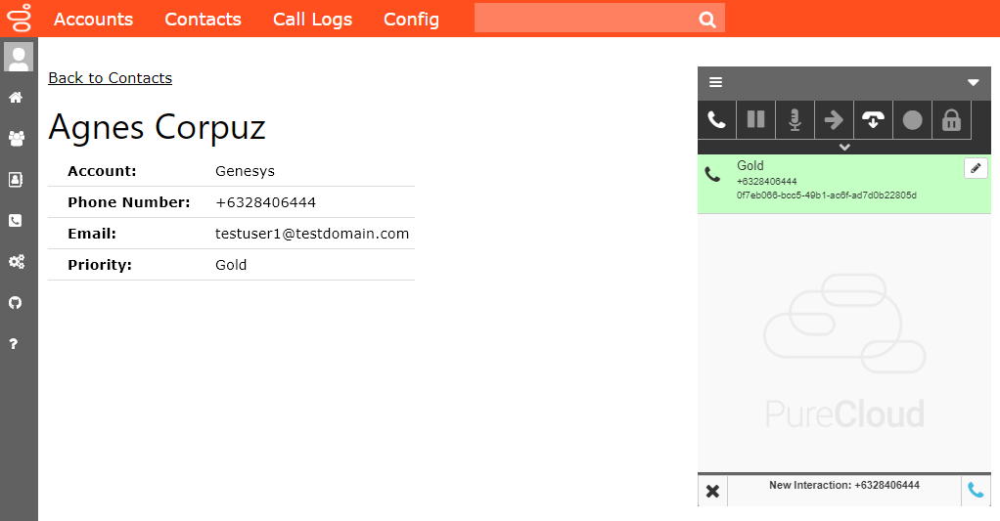 Accounts Contacts Call Logs Config
Back to Contacts
Agnes Corpuz
Account: Genesys
Phone Number: +6328406444
Email: testuser1@testdomain.com
Priority: Gold
Gold
+6328406444
0f7eb066-bcc5-49b1-ac6f-ad7d0b22805d
PureCloud
New Interaction: +6328406444